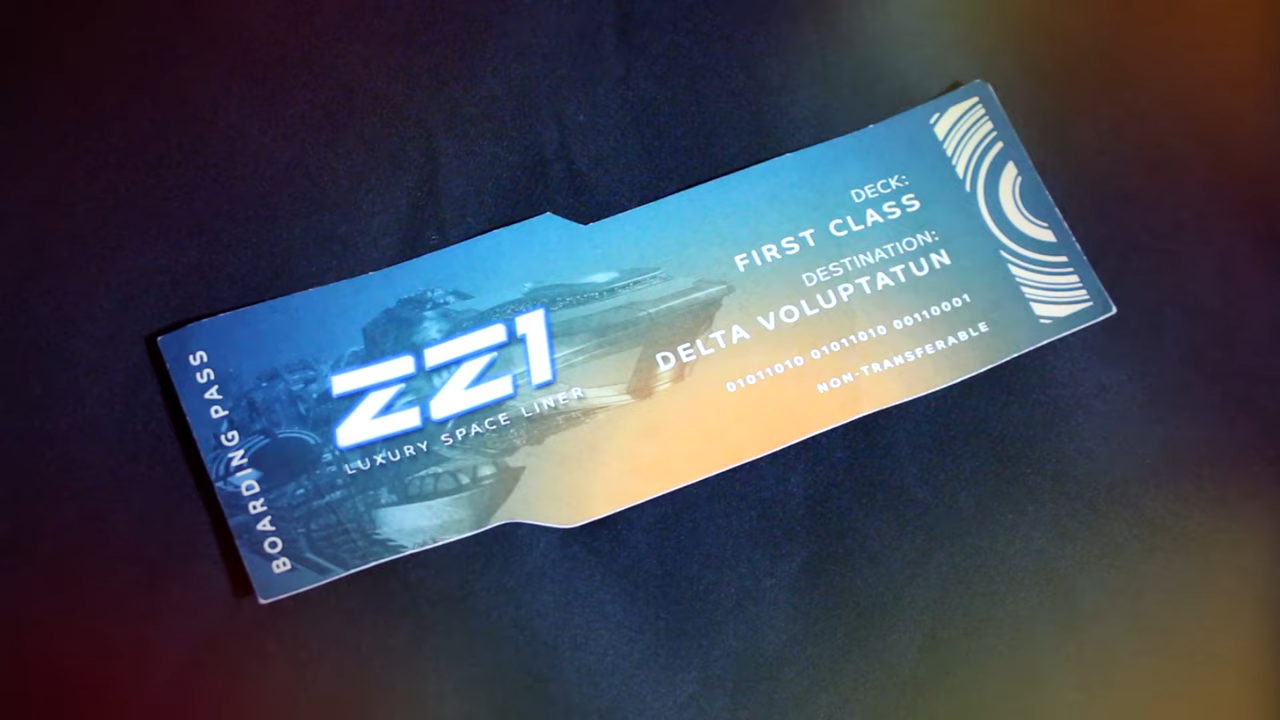 BOARDING PASS
ZZ1
LUXURY SPACE LINER
DECK:
FIRST CLASS
DESTINATION:
DELTA VOLUPTATUN
01011010 01011010 00110001
NON-TRANSFERABLE